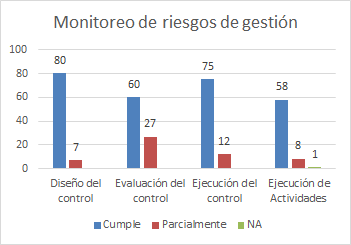 Monitoreo de riesgos de gestión
100
80
60
40
20
0
80
7
60
27
75
12
58
8
1
Diseño del
control
Evaluación del
control
Ejecución del
control
Ejecución de
Actividades
Cumple
Parcialmente
NA